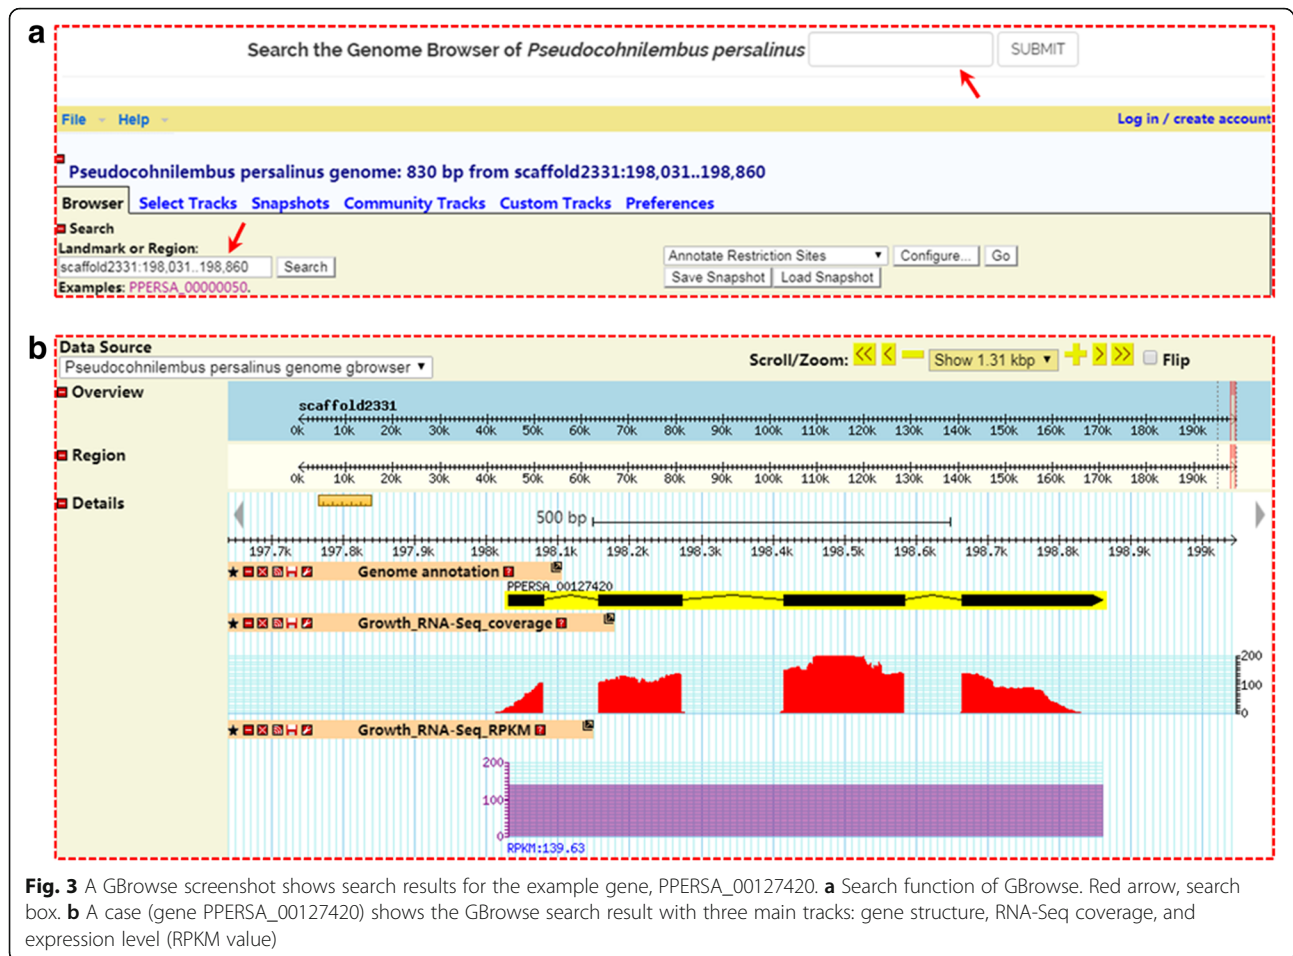 a
Search the Genome Browser of Pseudocohnilembus persalinus SUBMIT
File Help Log in / create account
Pseudocohnilembus persalinus genome: 830 bp from scaffold2331:198,031..198,860
Browser Select Tracks Snapshots Community Tracks Custom Tracks Preferences
Search
Landmark or Region:
scaffold2331:198,031..198,860 Search
Annotate Restriction Sites Configure... Go
Save Snapshot Load Snapshot
Examples: PPERSA_00000050.
b
Data Source
Pseudocohnilembus persalinus genome gbrowser
Scroll/Zoom: << < Show 1.31 kbp > >> Flip
Overview
scaffold2331
0k 10k 20k 30k 40k 50k 60k 70k 80k 90k 100k 110k 120k 130k 140k 150k 160k 170k 180k 190k
Region
0k 10k 20k 30k 40k 50k 60k 70k 80k 90k 100k 110k 120k 130k 140k 150k 160k 170k 180k 190k
Details
500 bp
197.7k 197.8k 197.9k 198k 198.1k 198.2k 198.3k 198.4k 198.5k 198.6k 198.7k 198.8k 198.9k 199k
Genome annotation ?
PPERSA_00127420
Growth_RNA-Seq_coverage ?
200
100
0
Growth_RNA-Seq_RPKM ?
200
100
0
RPKM:139.63
Fig. 3 A GBrowse screenshot shows search results for the example gene, PPERSA_00127420. a Search function of GBrowse. Red arrow, search
box. b A case (gene PPERSA_00127420) shows the GBrowse search result with three main tracks: gene structure, RNA-Seq coverage, and
expression level (RPKM value)